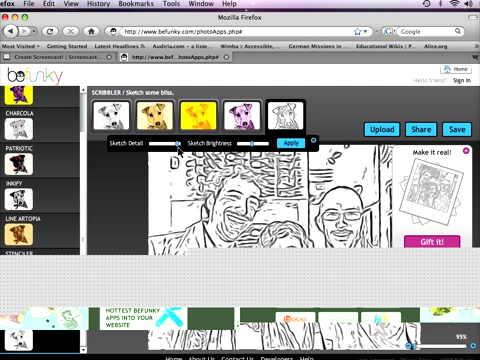 efox File Edit View History Bookmarks Tools Window Help
Mozilla Firefox
http://www.befunky.com/photoApps.php#
Google
Most Visited Getting Started Latest Headlines Audiria.com - a liste... Wimba :: Accessible, ... German Missions in ... Educational Wikis | P... Alice.org
Create Screencast! | Screencast... http://www.bef...hotoApps.php#
befunky
Home
Hello friend! Sign In
SCRIBBLER / Sketch some bliss.
CHARCOLA
PATRIOTIC
INKIFY
LINE ARTOPIA
STENCILER
Upload Share Save
Sketch Detail Sketch Brightness Apply
Make it real!
Gift it!
HOTTEST BEFUNKY
APPS INTO YOUR
WEBSITE
95%
Home About Us Contact Us Developers Help